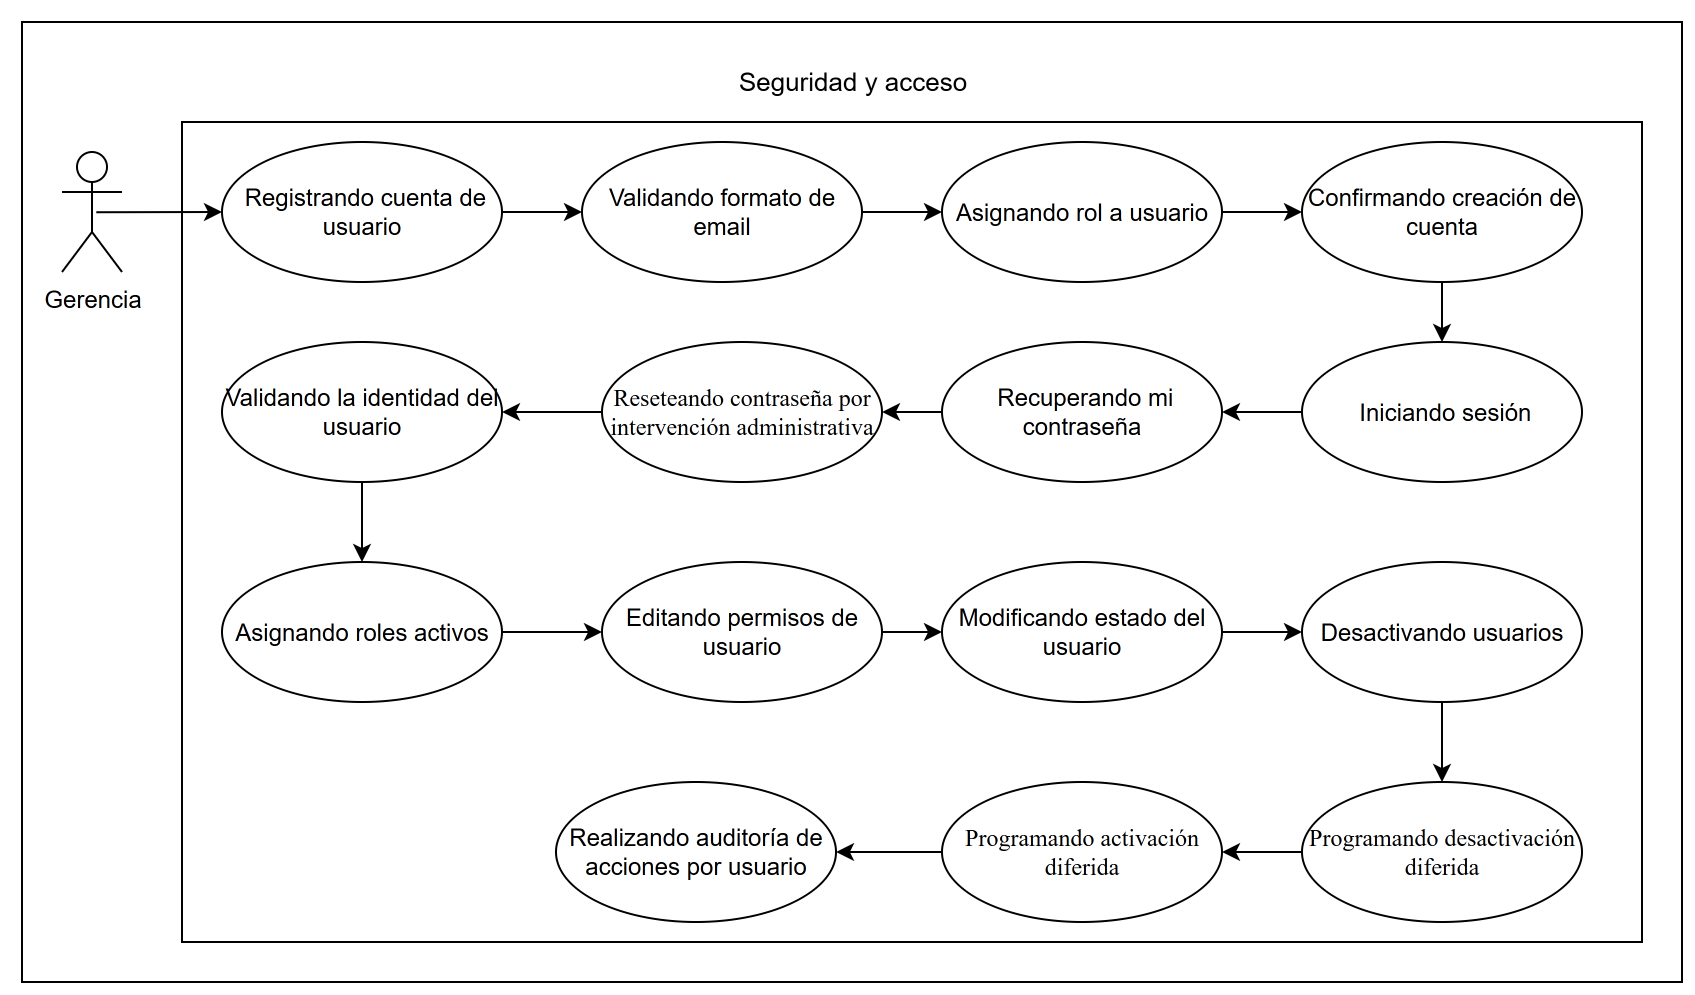 Seguridad y acceso
Gerencia
Registrando cuenta de
usuario
Validando formato de
email
Asignando rol a usuario
Confirmando creación de
cuenta
Validando la identidad del
usuario
Reseteando contraseña por
intervención administrativa
Recuperando mi
contraseña
Iniciando sesión
Asignando roles activos
Editando permisos de
usuario
Modificando estado del
usuario
Desactivando usuarios
Realizando auditoría de
acciones por usuario
Programando activación
diferida
Programando desactivación
diferida